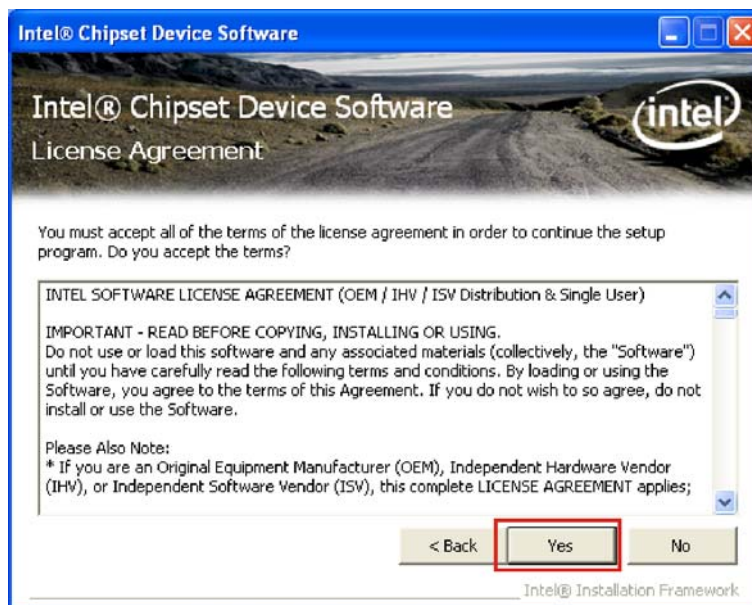 Intel® Chipset Device Software
Intel® Chipset Device Software
intel
License Agreement
You must accept all of the terms of the license agreement in order to continue the setup
program. Do you accept the terms?
INTEL SOFTWARE LICENSE AGREEMENT (OEM / IHV / ISV Distribution & Single User)
IMPORTANT - READ BEFORE COPYING, INSTALLING OR USING.
Do not use or load this software and any associated materials (collectively, the "Software")
until you have carefully read the following terms and conditions. By loading or using the
Software, you agree to the terms of this Agreement. If you do not wish to so agree, do not
install or use the Software.
Please Also Note:
* If you are an Original Equipment Manufacturer (OEM), Independent Hardware Vendor
(IHV), or Independent Software Vendor (ISV), this complete LICENSE AGREEMENT applies;
< Back Yes No
Intel® Installation Framework